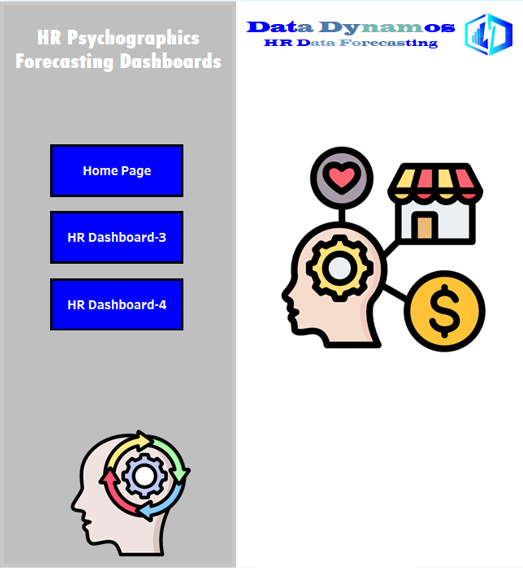 HR Psychographics
Forecasting Dashboards
Data Dynamos
HR Data Forecasting
Home Page
HR Dashboard-3
HR Dashboard-4
$